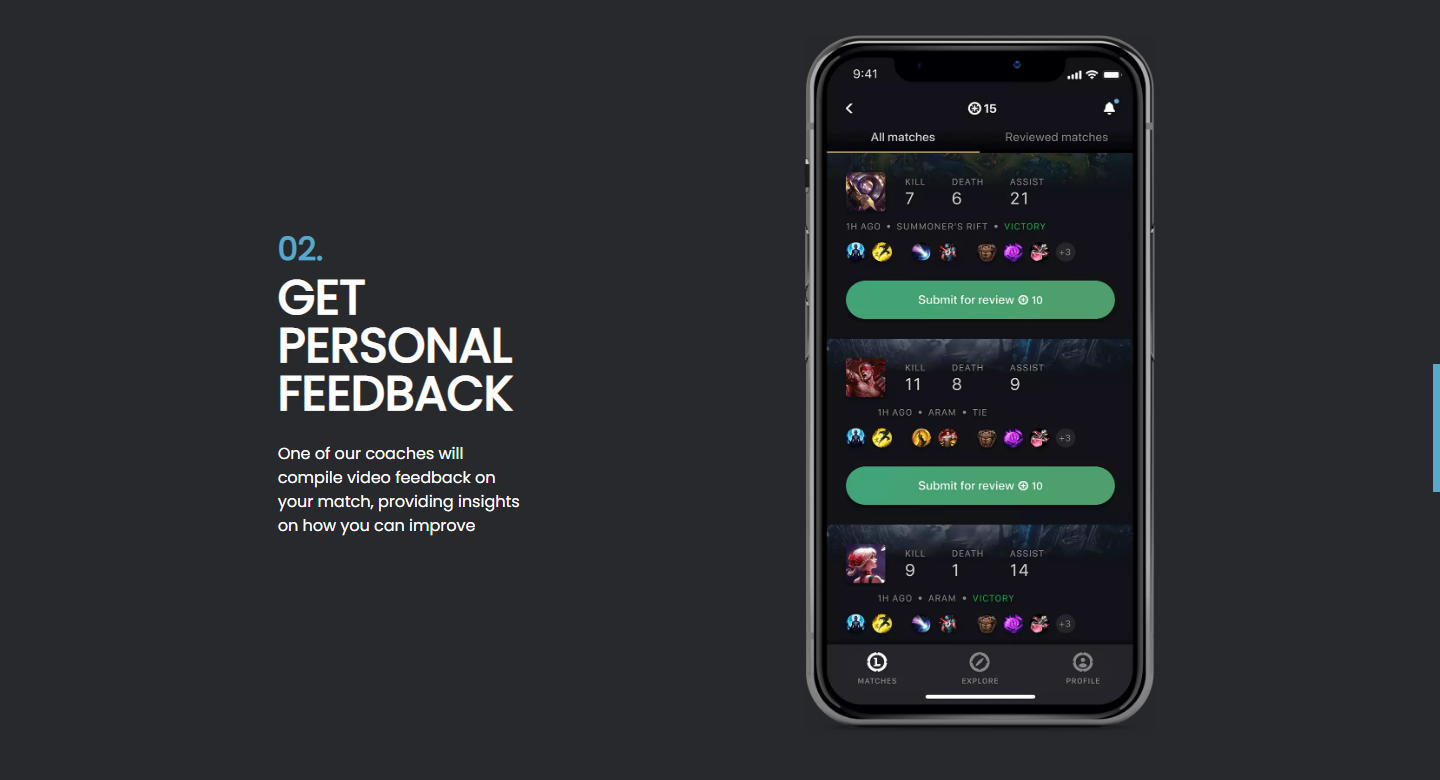 02.
GET
PERSONAL
FEEDBACK
One of our coaches will
compile video feedback on
your match, providing insights
on how you can improve
9:41
15
All matches
Reviewed matches
KILL DEATH ASSIST
7 6 21
1H AGO • SUMMONER'S RIFT • VICTORY
+3
Submit for review 10
KILL DEATH ASSIST
11 8 9
1H AGO • ARAM • TIE
+3
Submit for review 10
KILL DEATH ASSIST
9 1 14
1H AGO • ARAM • VICTORY
+3
MATCHES EXPLORE PROFILE